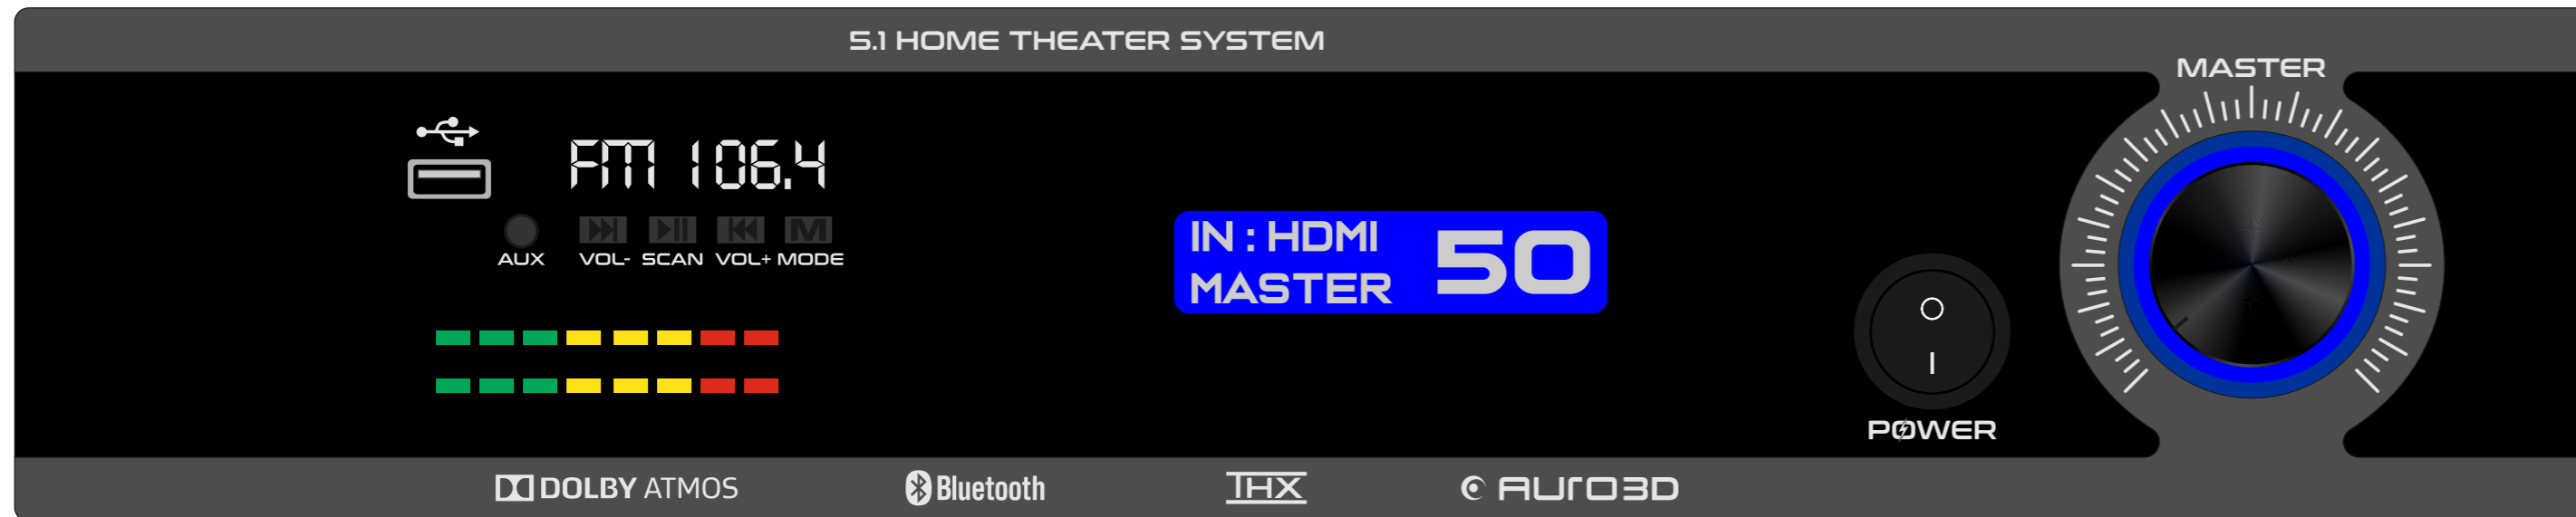 5.1 HOME THEATER SYSTEM
MASTER
FM 106.4
AUX VOL- SCAN VOL+ MODE
M
IN : HDMI
MASTER
50
POWER
DOLBY ATMOS
Bluetooth
THX
AURO3D